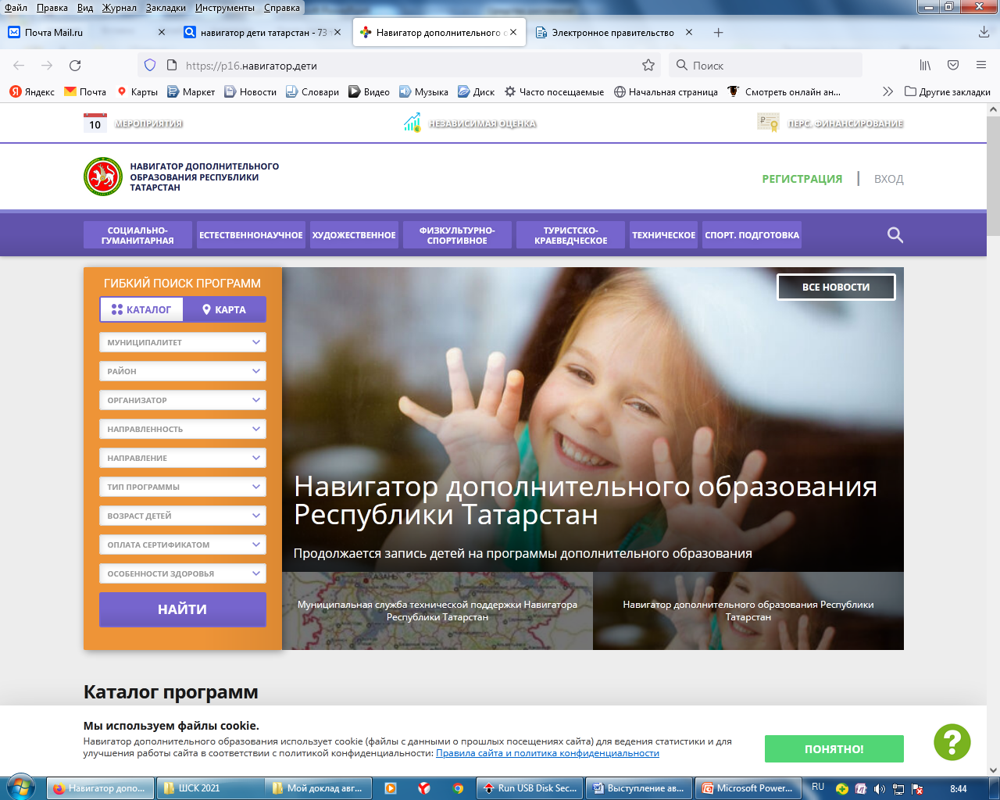 Файл Правка Вид Журнал Закладки Инструменты Справка
Почта Mail.ru
навигатор дети татарстан - 73
Навигатор дополнительного
Электронное правительство
https://р16.навигатор.дети
Поиск
Яндекс Почта Карты Маркет Новости Словари Видео Музыка Диск Часто посещаемые Начальная страница Смотреть онлайн ан... Другие закладки
10 МЕРОПРИЯТИЯ
НЕЗАВИСИМАЯ ОЦЕНКА
ПЕРС. ФИНАНСИРОВАНИЕ
НАВИГАТОР ДОПОЛНИТЕЛЬНОГО
ОБРАЗОВАНИЯ РЕСПУБЛИКИ
ТАТАРСТАН
РЕГИСТРАЦИЯ | ВХОД
СОЦИАЛЬНО-
ГУМАНИТАРНАЯ
ЕСТЕСТВЕННОНАУЧНОЕ
ХУДОЖЕСТВЕННОЕ
ФИЗКУЛЬТУРНО-
СПОРТИВНОЕ
ТУРИСТСКО-
КРАЕВЕДЧЕСКОЕ
ТЕХНИЧЕСКОЕ
СПОРТ. ПОДГОТОВКА
ГИБКИЙ ПОИСК ПРОГРАММ
КАТАЛОГ
КАРТА
МУНИЦИПАЛИТЕТ
РАЙОН
ОРГАНИЗАТОР
НАПРАВЛЕННОСТЬ
НАПРАВЛЕНИЕ
ТИП ПРОГРАММЫ
ВОЗРАСТ ДЕТЕЙ
ОПЛАТА СЕРТИФИКАТОМ
ОСОБЕННОСТИ ЗДОРОВЬЯ
НАЙТИ
ВСЕ НОВОСТИ
Навигатор дополнительного образования
Республики Татарстан
Продолжается запись детей на программы дополнительного образования
Муниципальная служба технической поддержки Навигатора
Республики Татарстан
Навигатор дополнительного образования Республики
Татарстан
Каталог программ
Мы используем файлы cookie.
Навигатор дополнительного образования использует cookie (файлы с данными о прошлых посещениях сайта) для ведения статистики и для
улучшения работы сайта в соответствии с политикой конфиденциальности: Правила сайта и политика конфиденциальности
ПОНЯТНО!
?
Навигатор допо...
ШСК 2021
Мой доклад авг...
Run USB Disk Sec...
Выступление ав...
Microsoft Power...
RU
8:44